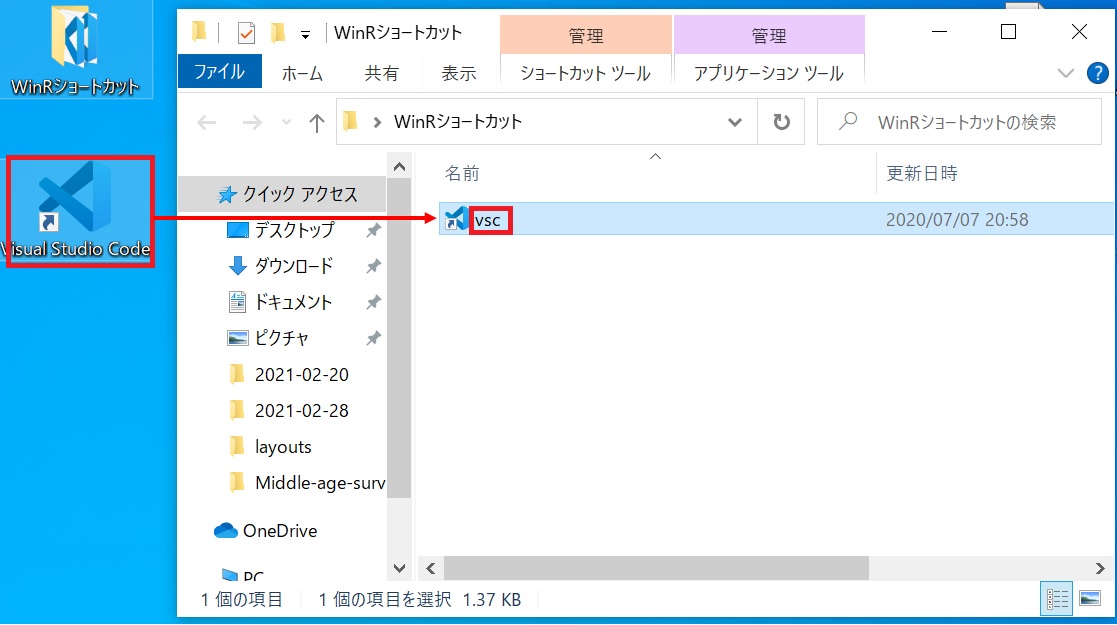 WinRショートカット
Visual Studio Code
WinRショートカット
管理
管理
ファイル
ホーム
共有
表示
ショートカット ツール
アプリケーション ツール
?
WinRショートカット
WinRショートカットの検索
名前
更新日時
クイック アクセス
デスクトップ
ダウンロード
ドキュメント
ピクチャ
2021-02-20
2021-02-28
layouts
Middle-age-surv
OneDrive
PC
vsc
2020/07/07 20:58
1 個の項目
1 個の項目を選択 1.37 KB